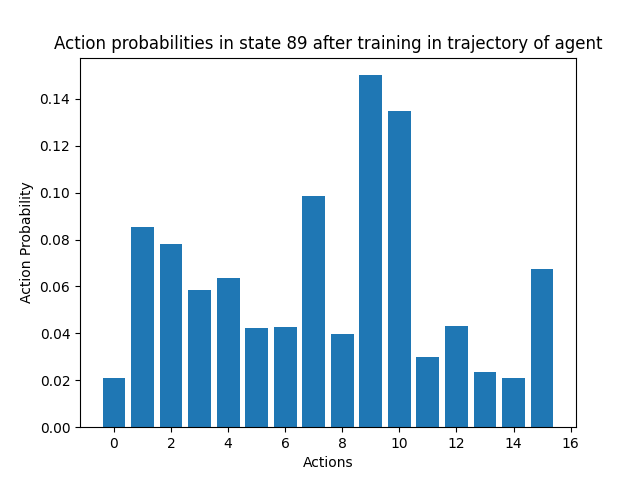 Action probabilities in state 89 after training in trajectory of agent
0.14
0.12
0.10
0.08
0.06
0.04
0.02
0.00
Action Probability
0 2 4 6 8 10 12 14 16
Actions